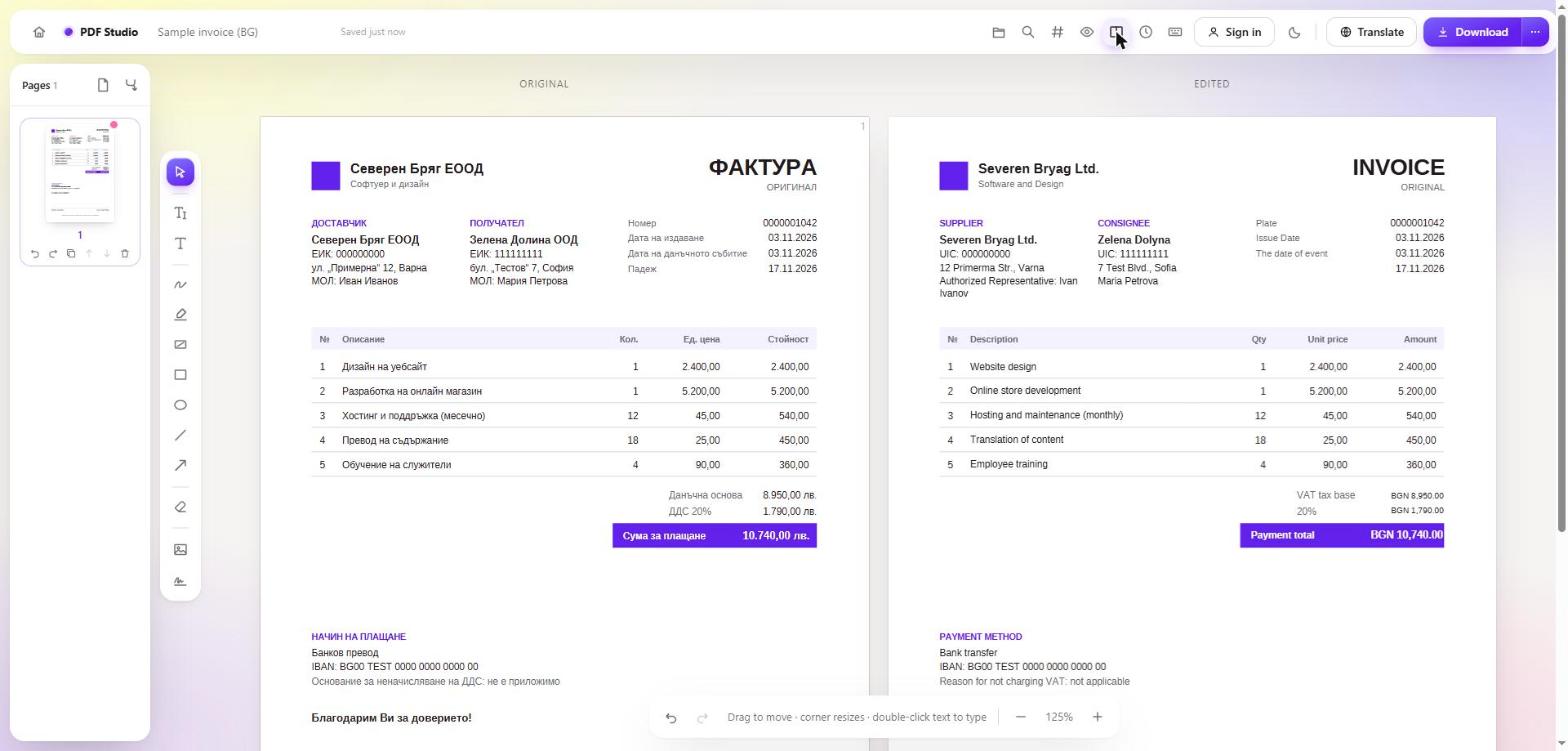 PDF Studio
Sample invoice (BG)
Saved just now
Sign in
Translate
Download
Pages 1
1
ORIGINAL
EDITED
1
Северен Бряг ЕООД
Софтуер и дизайн
ФАКТУРА
ОРИГИНАЛ
ДОСТАВЧИК
Северен Бряг ЕООД
ЕИК: 000000000
ул. „Примерна“ 12, Варна
МОЛ: Иван Иванов
ПОЛУЧАТЕЛ
Зелена Долина ООД
ЕИК: 111111111
бул. „Тестов“ 7, София
МОЛ: Мария Петрова
Номер 0000001042
Дата на издаване 03.11.2026
Дата на данъчното събитие 03.11.2026
Падеж 17.11.2026
№ Описание Кол. Ед. цена Стойност
1 Дизайн на уебсайт 1 2.400,00 2.400,00
2 Разработка на онлайн магазин 1 5.200,00 5.200,00
3 Хостинг и поддръжка (месечно) 12 45,00 540,00
4 Превод на съдържание 18 25,00 450,00
5 Обучение на служители 4 90,00 360,00
Данъчна основа 8.950,00 лв.
ДДС 20% 1.790,00 лв.
Сума за плащане 10.740,00 лв.
НАЧИН НА ПЛАЩАНЕ
Банков превод
IBAN: BG00 TEST 0000 0000 0000 00
Основание за неначисляване на ДДС: не е приложимо
Благодарим Ви за доверието!
Severen Bryag Ltd.
Software and Design
INVOICE
ORIGINAL
SUPPLIER
Severen Bryag Ltd.
UIC: 000000000
12 Primerma Str., Varna
Authorized Representative: Ivan
Ivanov
CONSIGNEE
Zelena Dolyna
UIC: 111111111
7 Test Blvd., Sofia
Maria Petrova
Plate 0000001042
Issue Date 03.11.2026
The date of event 03.11.2026
17.11.2026
№ Description Qty Unit price Amount
1 Website design 1 2.400,00 2.400,00
2 Online store development 1 5.200,00 5.200,00
3 Hosting and maintenance (monthly) 12 45,00 540,00
4 Translation of content 18 25,00 450,00
5 Employee training 4 90,00 360,00
VAT tax base BGN 8,950.00
20% BGN 1,790.00
Payment total BGN 10,740.00
PAYMENT METHOD
Bank transfer
IBAN: BG00 TEST 0000 0000 0000 00
Reason for not charging VAT: not applicable
Drag to move · corner resizes · double-click text to type
125%